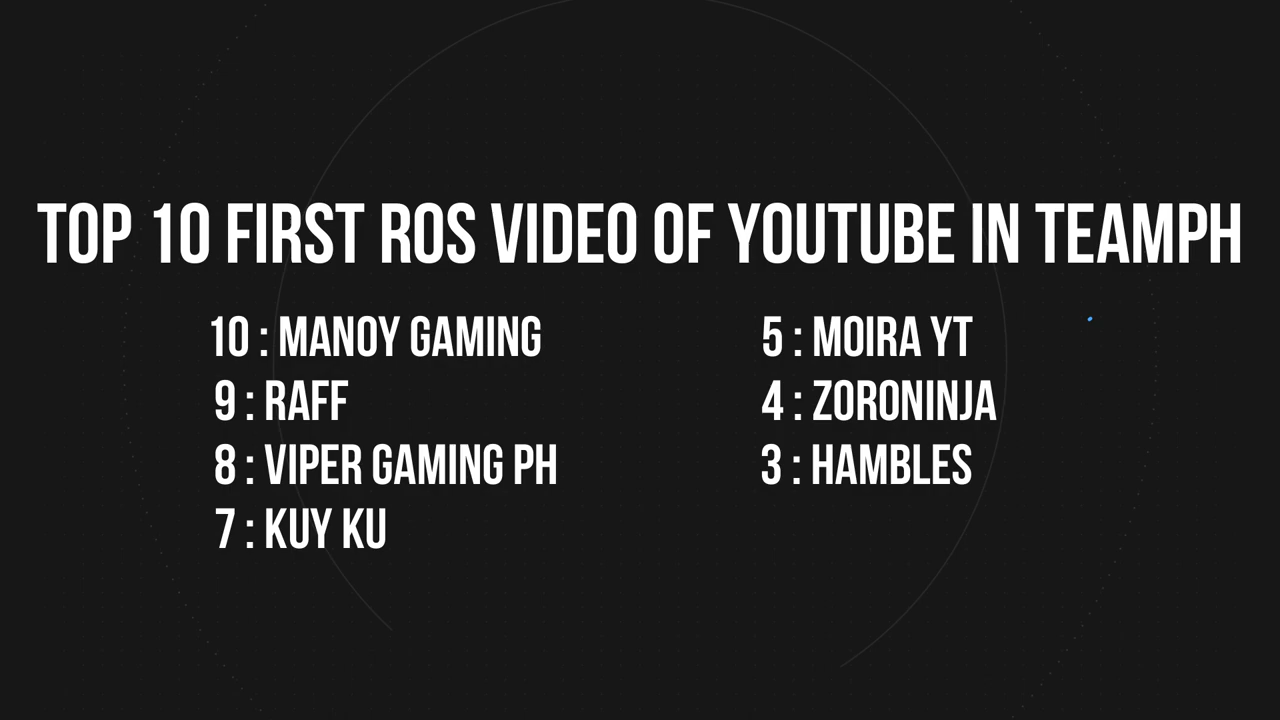 TOP 10 FIRST ROS VIDEO OF YOUTUBE IN TEAMPH
10 : MANOY GAMING
9 : RAFF
8 : VIPER GAMING PH
7 : KUY KU
5 : MOIRA YT
4 : ZORONINJA
3 : HAMBLES